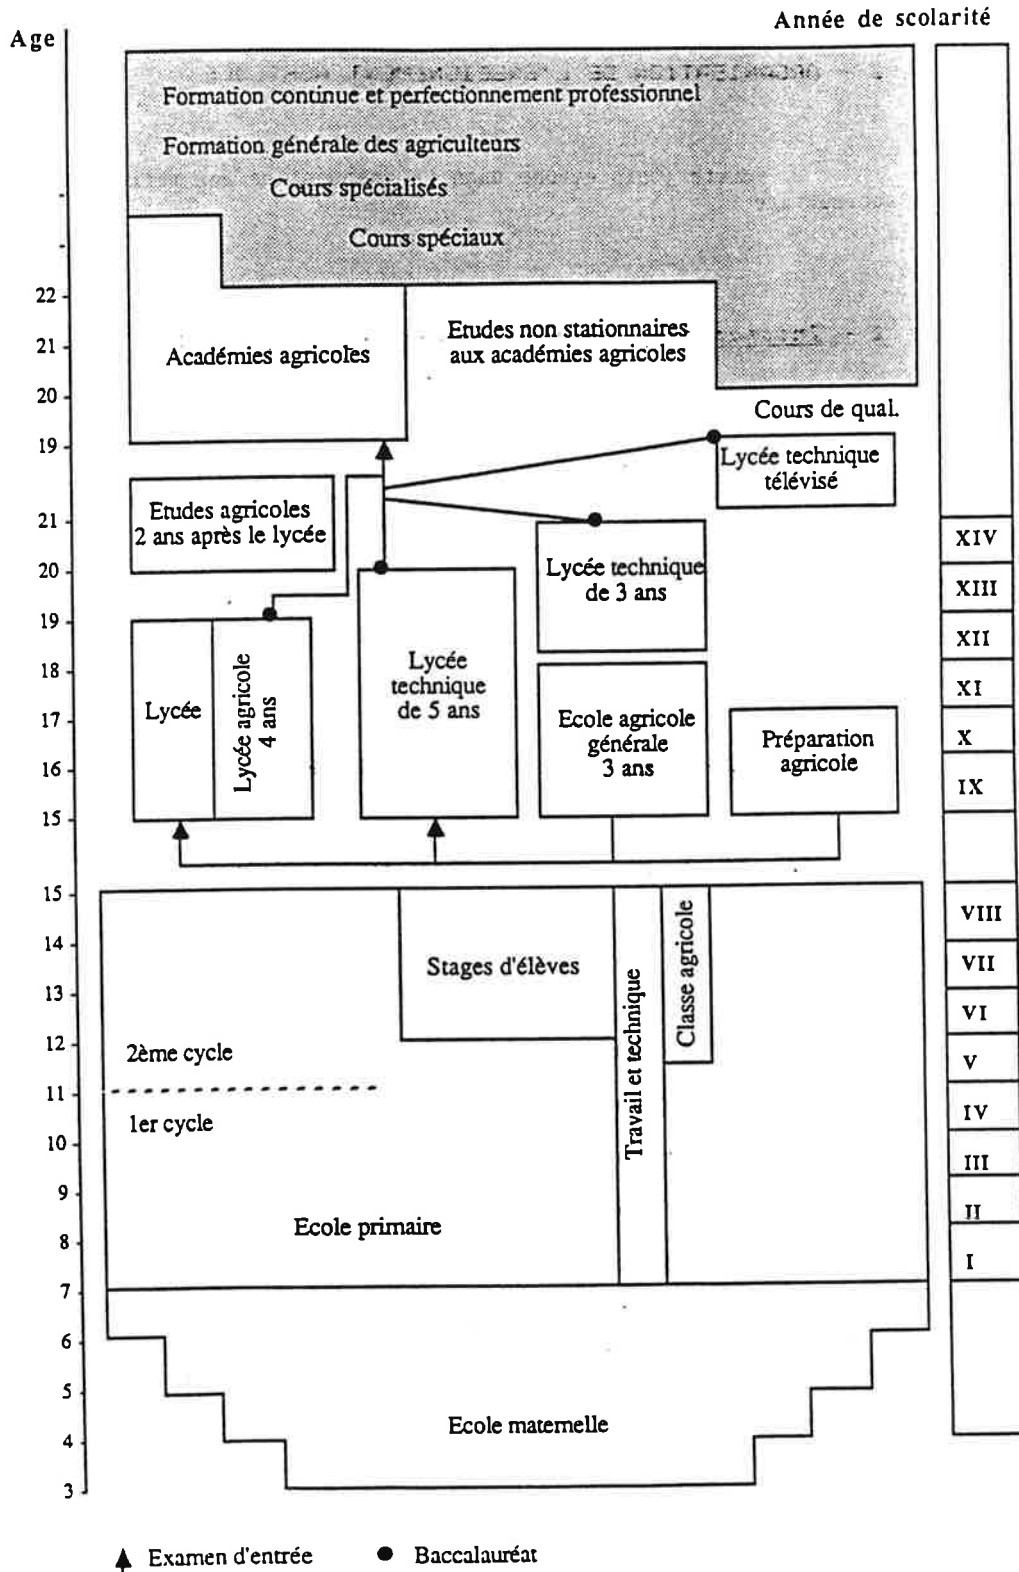 Année de scolarité
Age
Formation continue et perfectionnement professionnel
Formation générale des agriculteurs
Cours spécialisés
Cours spéciaux
22
21
20
19
Académies agricoles
Etudes non stationnaires
aux académies agricoles
Cours de qual.
Lycée technique
télévisé
Etudes agricoles
2 ans après le lycée
21
20
19
18
17
16
15
Lycée technique
de 3 ans
Lycée
Lycée agricole
4 ans
Lycée
technique
de 5 ans
Ecole agricole
générale
3 ans
Préparation
agricole
XIV
XIII
XII
XI
X
IX
15
14
13
12
11
10
9
8
7
6
5
4
3
Stages d'élèves
Travail et technique
Classe agricole
2ème cycle
1er cycle
Ecole primaire
Ecole maternelle
VIII
VII
VI
V
IV
III
II
I
Examen d'entrée
Baccalauréat